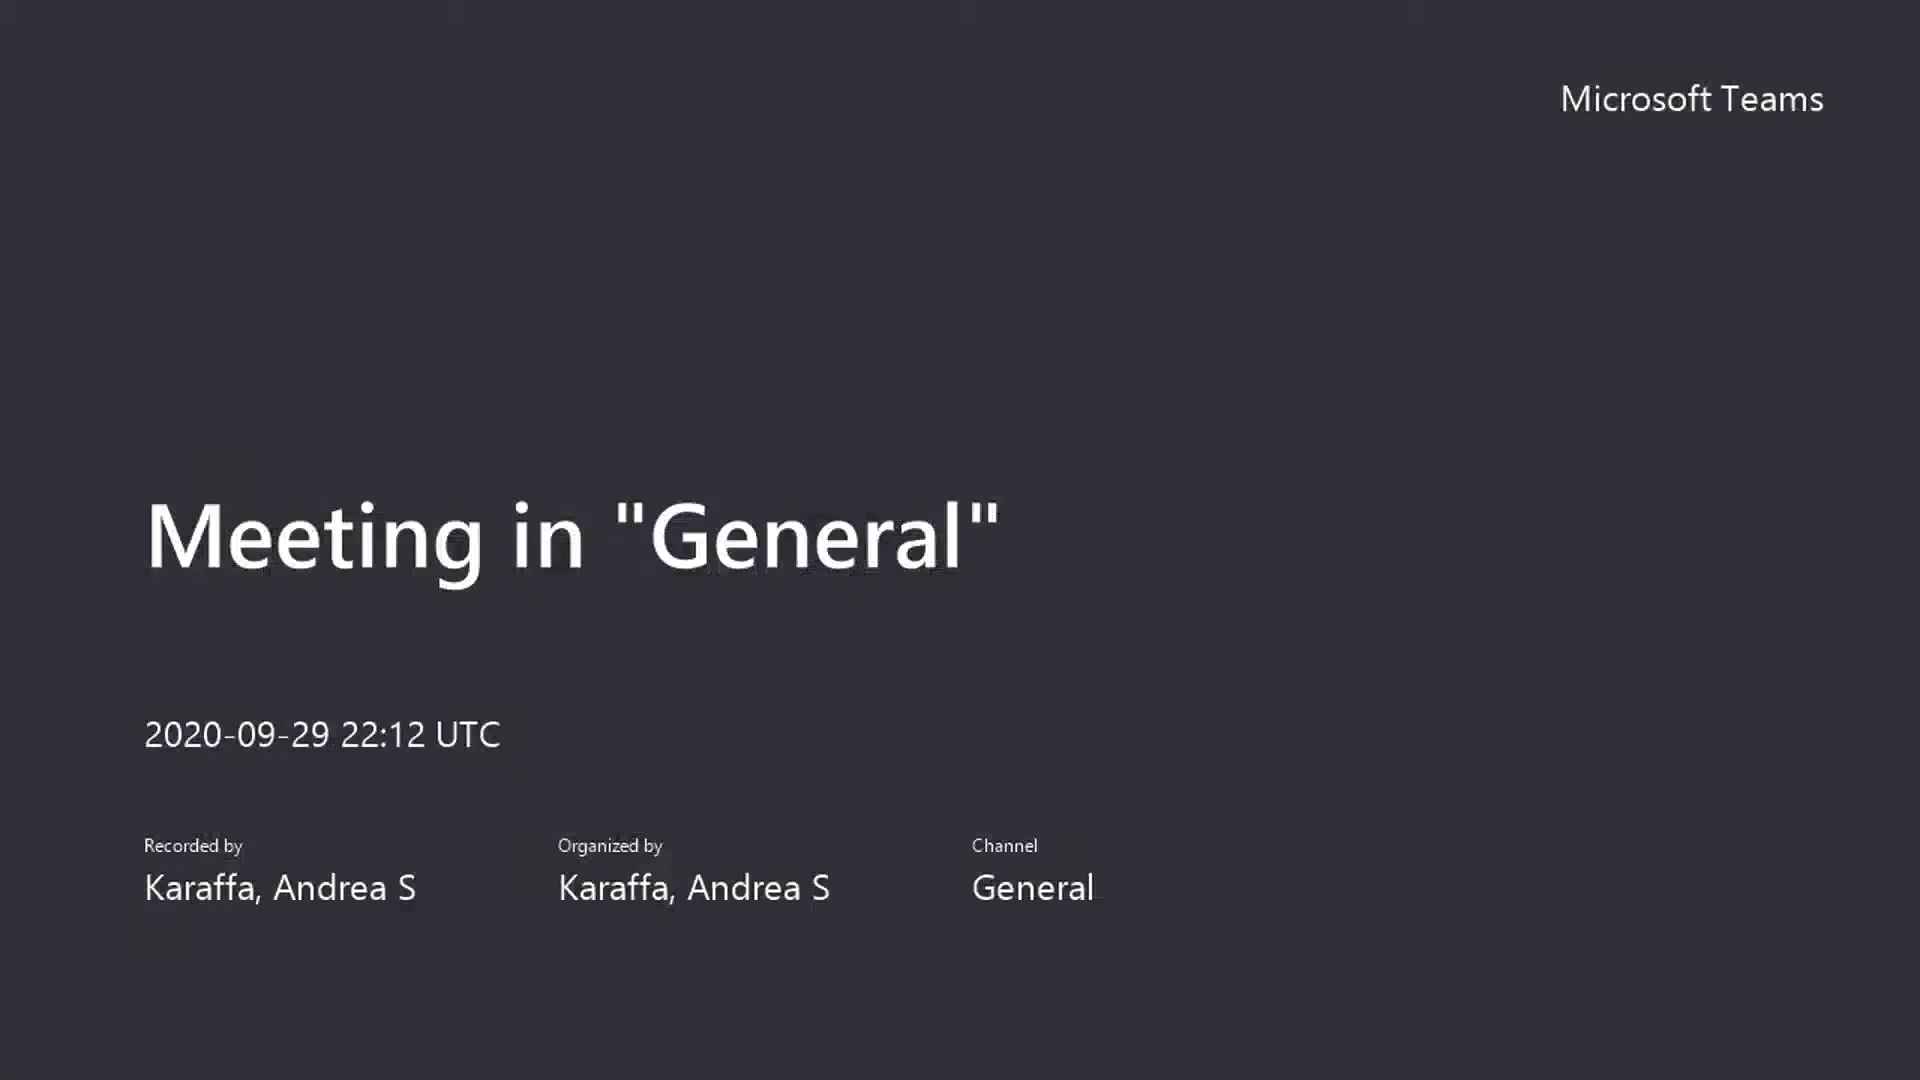 Microsoft Teams
Meeting in "General"
2020-09-29 22:12 UTC
Recorded by
Karaffa, Andrea S
Organized by
Karaffa, Andrea S
Channel
General